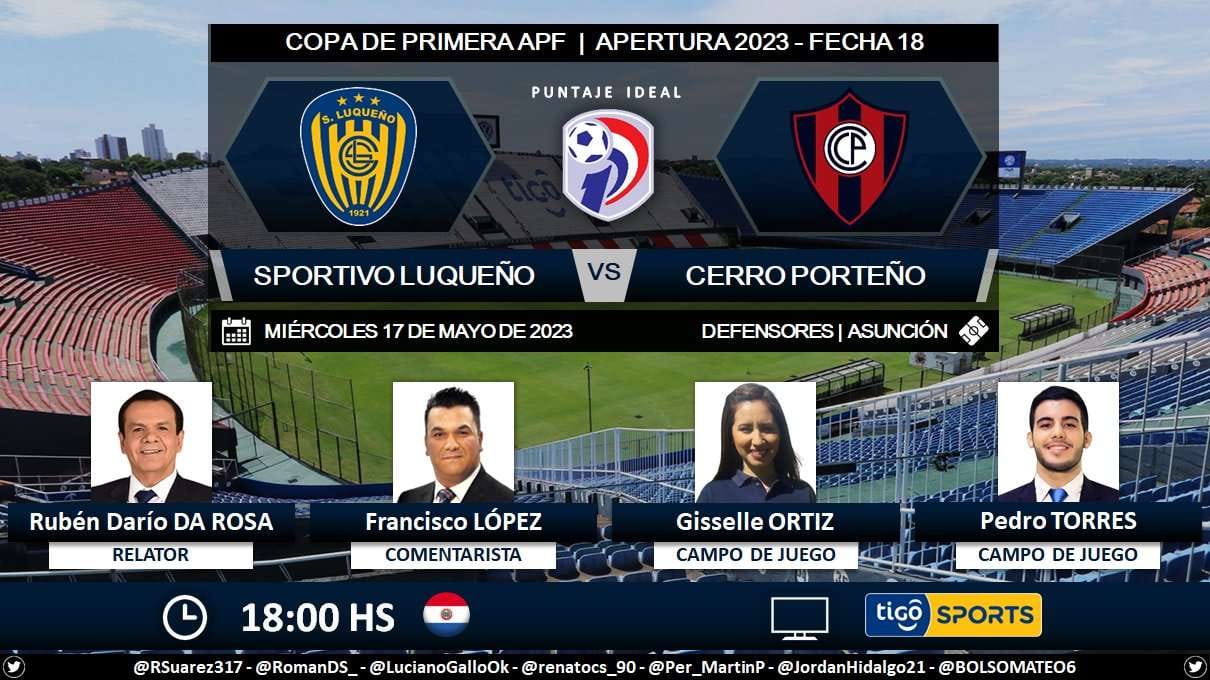 COPA DE PRIMERA APF | APERTURA 2023 - FECHA 18
PUNTAJE IDEAL
S. LUQUEÑO
1921
CCP
tigo
SPORTIVO LUQUEÑO VS CERRO PORTEÑO
MIÉRCOLES 17 DE MAYO DE 2023 DEFENSORES | ASUNCIÓN
Rubén Darío DA ROSA
RELATOR
Francisco LÓPEZ
COMENTARISTA
Gisselle ORTIZ
CAMPO DE JUEGO
Pedro TORRES
CAMPO DE JUEGO
18:00 HS
tigo SPORTS
@RSuarez317 - @RomanDS_ - @LucianoGalloOk - @renatocs_90 - @Per_MartinP - @JordanHidalgo21 - @BOLSOMATEO6